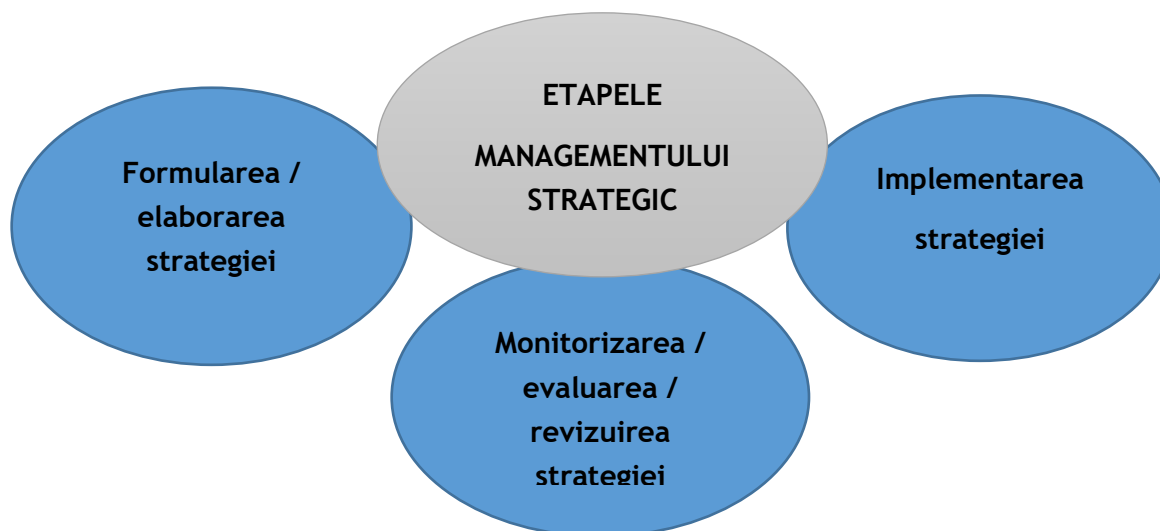 ETAPELE
MANAGEMENTULUI
STRATEGIC
Formularea /
elaborarea
strategiei
Implementarea
strategiei
Monitorizarea /
evaluarea /
revizuirea
strategiei